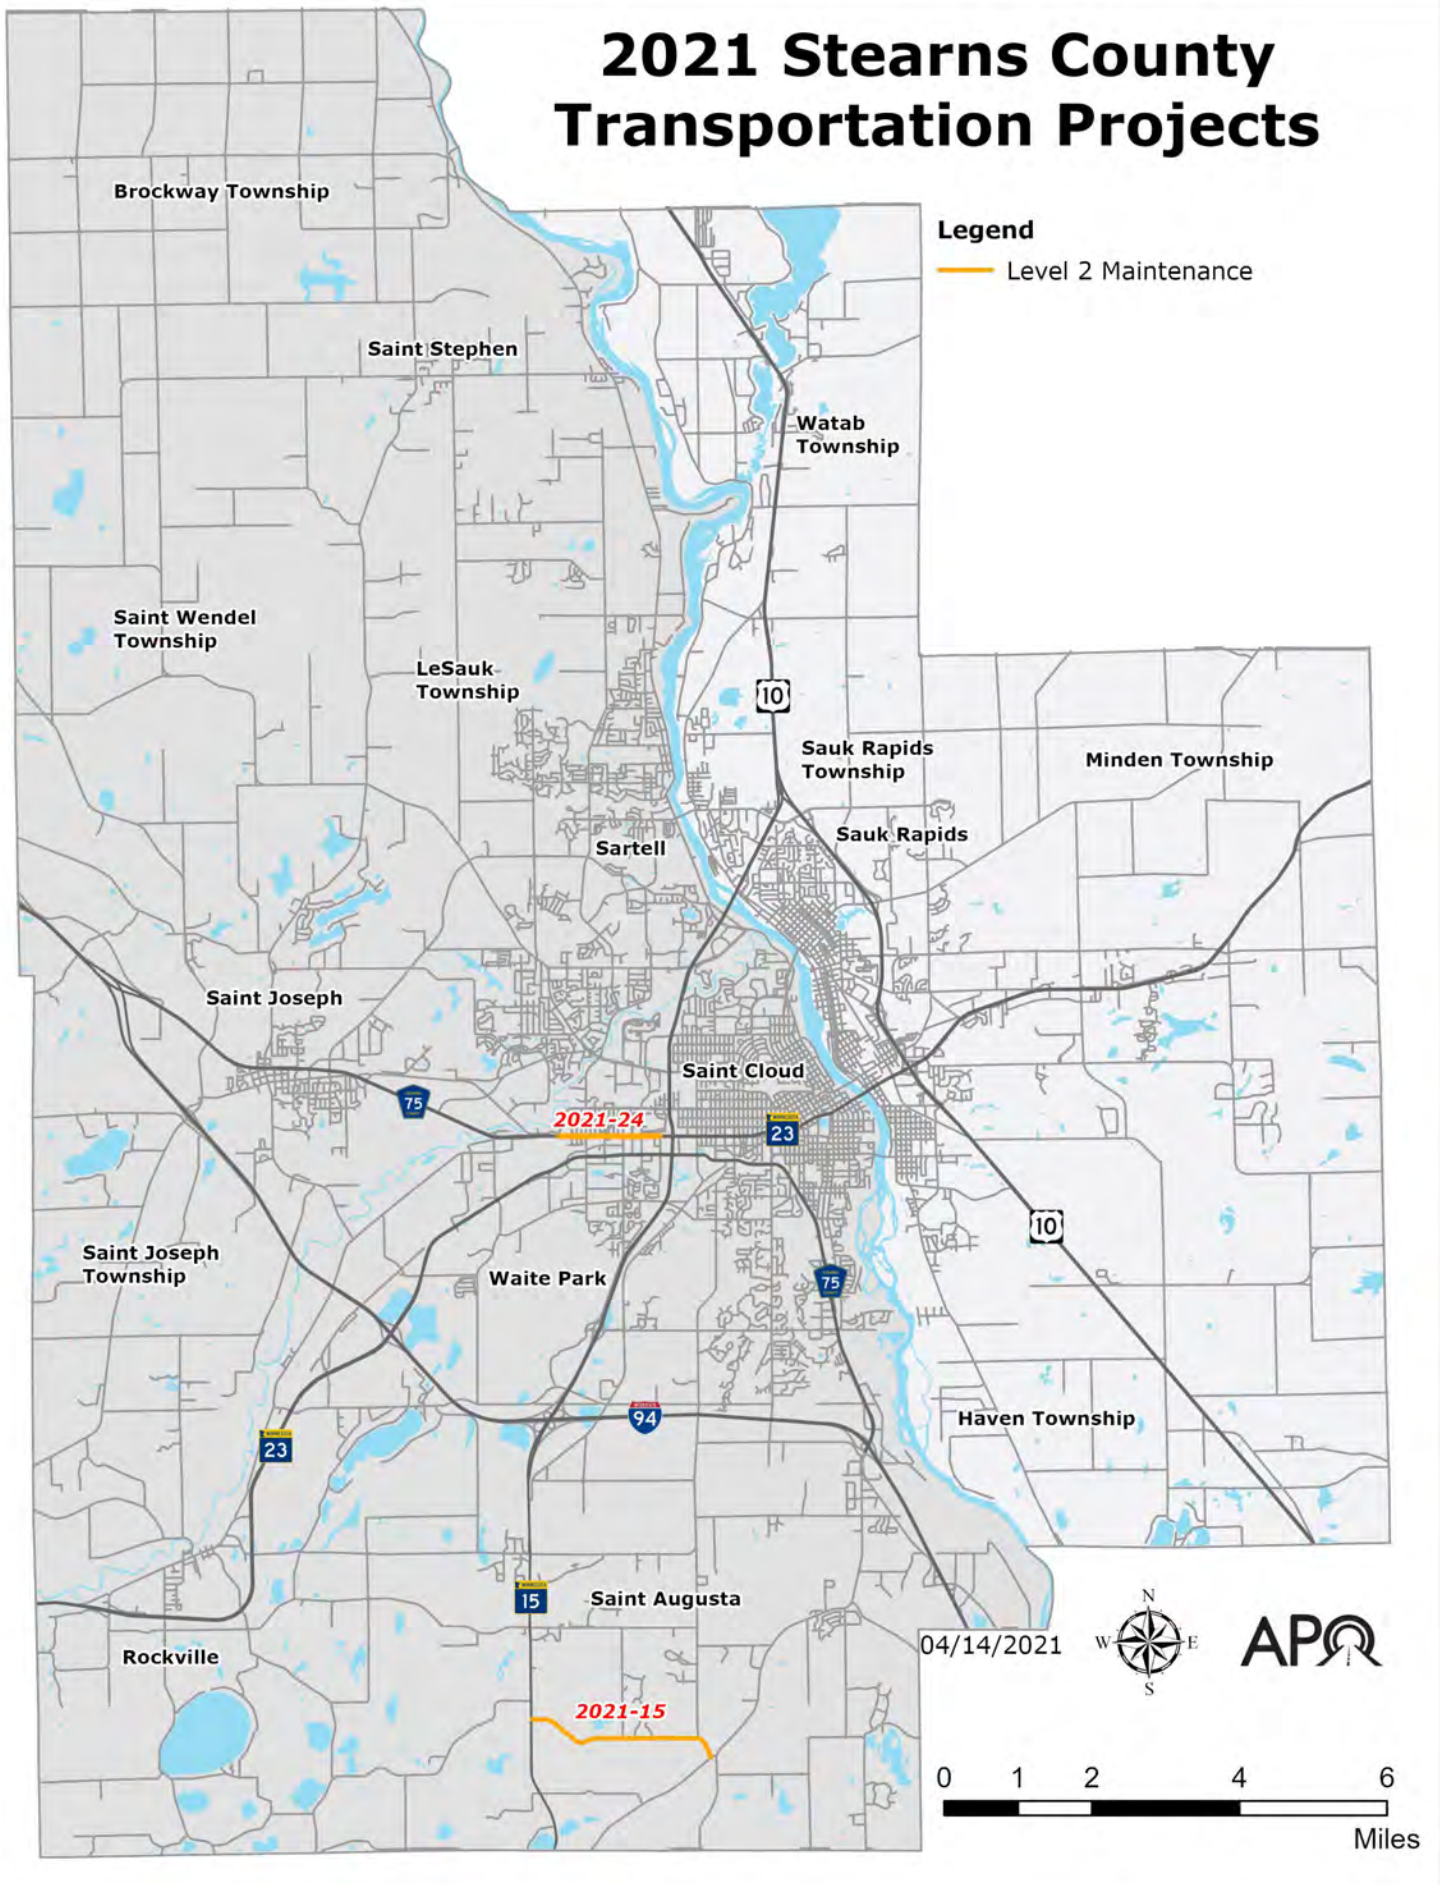 2021 Stearns County
Transportation Projects
Legend
Level 2 Maintenance
Brockway Township
Saint Stephen
Watab
Township
Saint Wendel
Township
LeSauk
Township
10
Sauk Rapids
Township
Minden Township
Sauk Rapids
Sartell
Saint Joseph
Saint Cloud
75
2021-24
23
10
Saint Joseph
Township
Waite Park
75
94
Haven Township
23
15
Saint Augusta
Rockville
04/14/2021
N
W
E
S
APO
2021-15
0 1 2 4 6
Miles